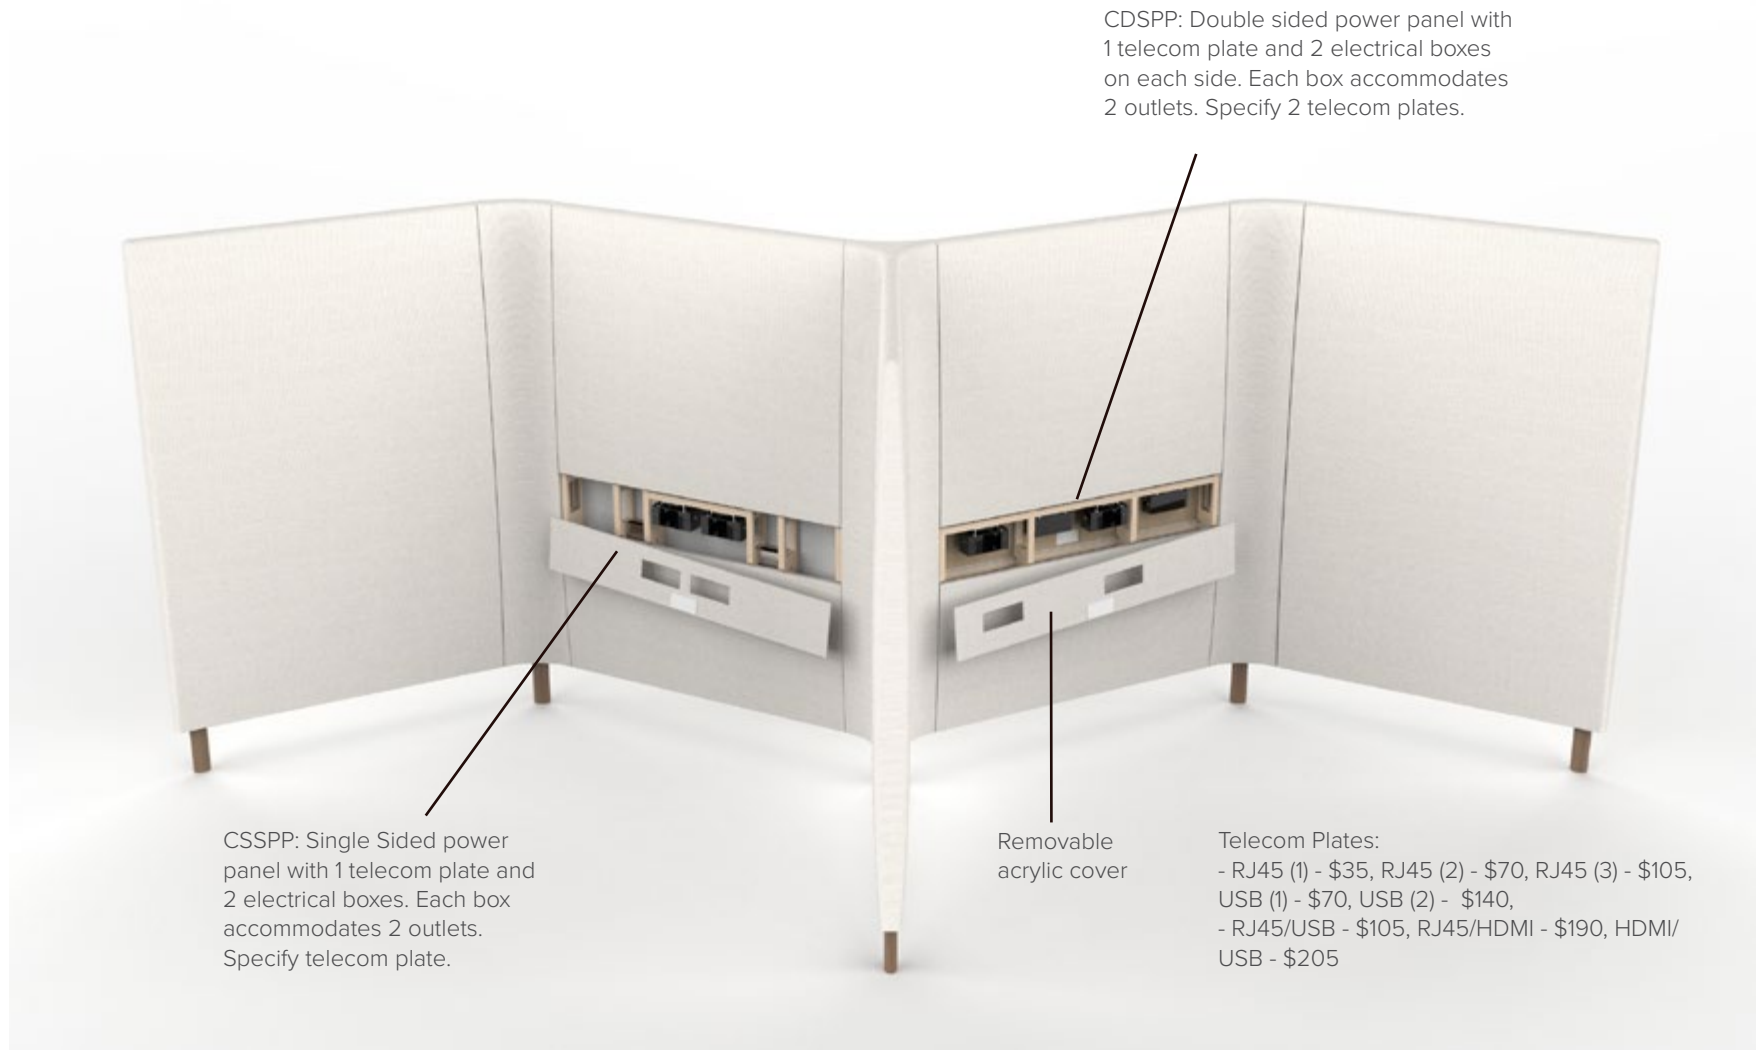 CDSPP: Double sided power panel with
1 telecom plate and 2 electrical boxes
on each side. Each box accommodates
2 outlets. Specify 2 telecom plates.
CSSPP: Single Sided power
panel with 1 telecom plate and
2 electrical boxes. Each box
accommodates 2 outlets.
Specify telecom plate.
Removable
acrylic cover
Telecom Plates:
- RJ45 (1) - $35, RJ45 (2) - $70, RJ45 (3) - $105,
USB (1) - $70, USB (2) -  $140,
- RJ45/USB - $105, RJ45/HDMI - $190, HDMI/
USB - $205